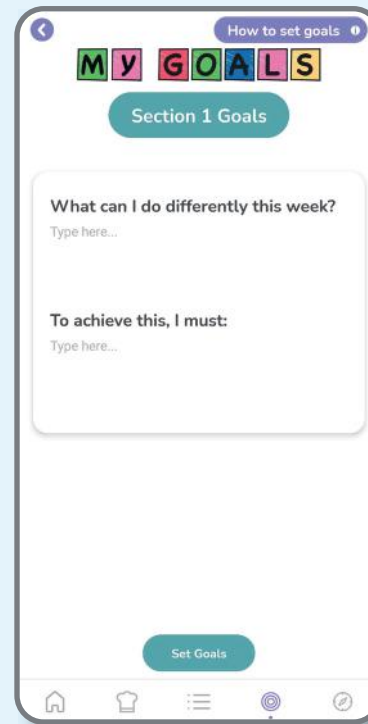 How to set goals
MY GOALS
Section 1 Goals
What can I do differently this week?
Type here...
To achieve this, I must:
Type here...
Set Goals